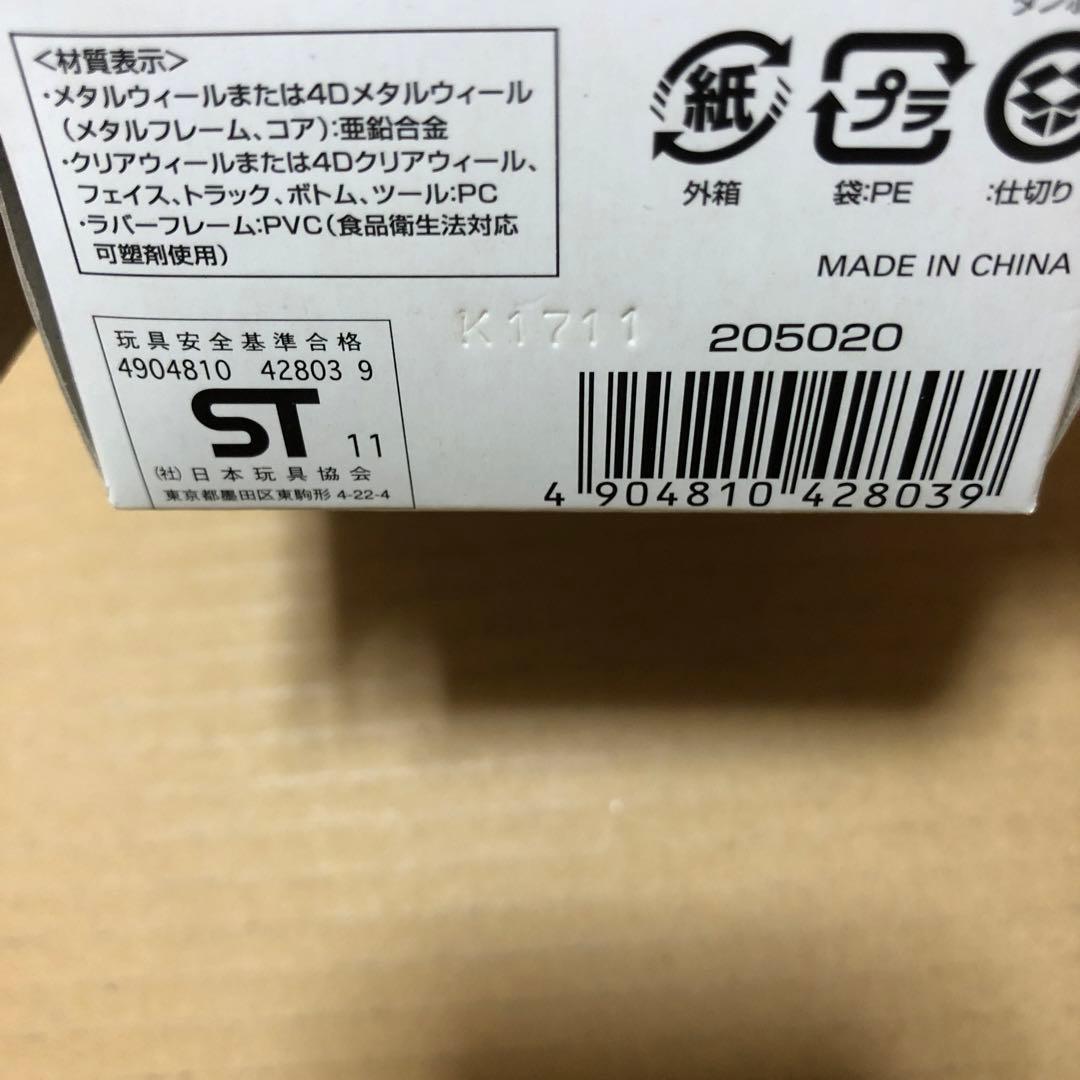 <材質表示>
・メタルウィールまたは4Dメタルウィール
(メタルフレーム、コア):亜鉛合金
・クリアウィールまたは4Dクリアウィール、
フェイス、トラック、ボトム、ツール:PC
・ラバーフレーム:PVC(食品衛生法対応
可塑剤使用)
紙
プラ
外箱
袋:PE
:仕切り
MADE IN CHINA
K1711
205020
玩具安全基準合格
4904810 42803 9
ST 11
(社)日本玩具協会
東京都墨田区東駒形 4-22-4
4 904810 428039